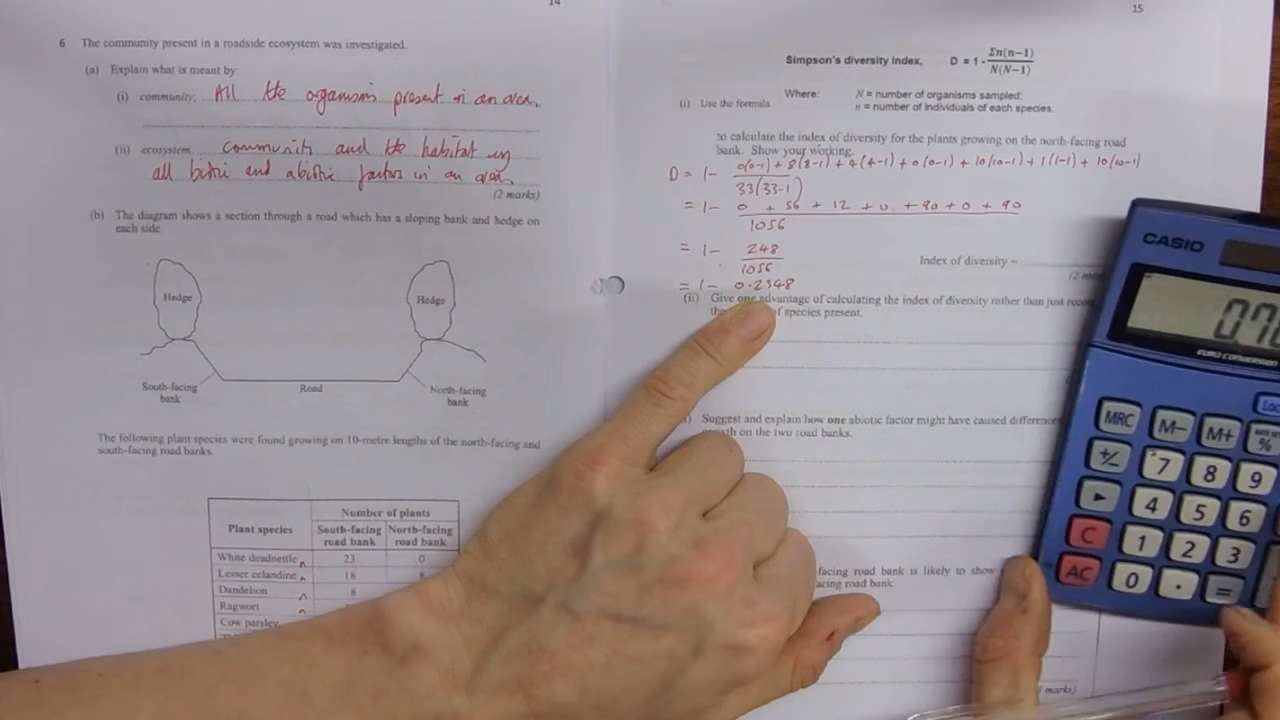 14
6 The community present in a roadside ecosystem was investigated.
(a) Explain what is meant by:
(i) community; All the organisms present in an area.
(ii) ecosystem. community and the habitat
all biotic and abiotic factors in an area
(2 marks)
(b) The diagram shows a section through a road which has a sloping bank and hedge on
each side.
Hedge
Hedge
South-facing
bank
Road
North-facing
bank
The following plant species were found growing on 10-metre lengths of the north-facing and
south-facing road banks.
Plant species
Number of plants
South-facing
road bank
North-facing
road bank
White deadnettle 23 0
Lesser celandine 18 8
Dandelion 8
Ragwort
Cow parsley
15
Simpson's diversity index, D = 1 - Σn(n−1)
N(N−1)
Where: N = number of organisms sampled;
n = number of individuals of each species.
(i) Use the formula
to calculate the index of diversity for the plants growing on the north-facing road
bank. Show your working.
D = 1 - 0(0-1) + 8(8-1) + 4(4-1) + 0(0-1) + 10(10-1) + 1(1-1) + 10(10-1)
33(33-1)
= 1 - 0 + 56 + 12 + 0 + 90 + 0 + 90
1056
= 1 - 248
1056
= 1 - 0.2348
Index of diversity =
(2
(ii) Give one advantage of calculating the index of diversity rather than just
of species present.
Suggest and explain how one abiotic factor might have caused
on the two road banks.
facing road bank is likely to show
facing road bank.
marks)
CASIO
EURO CONVERSION
MRC M− M+ %
+/− 7 8 9
▶ 4 5 6
C 1 2 3
AC 0 · =